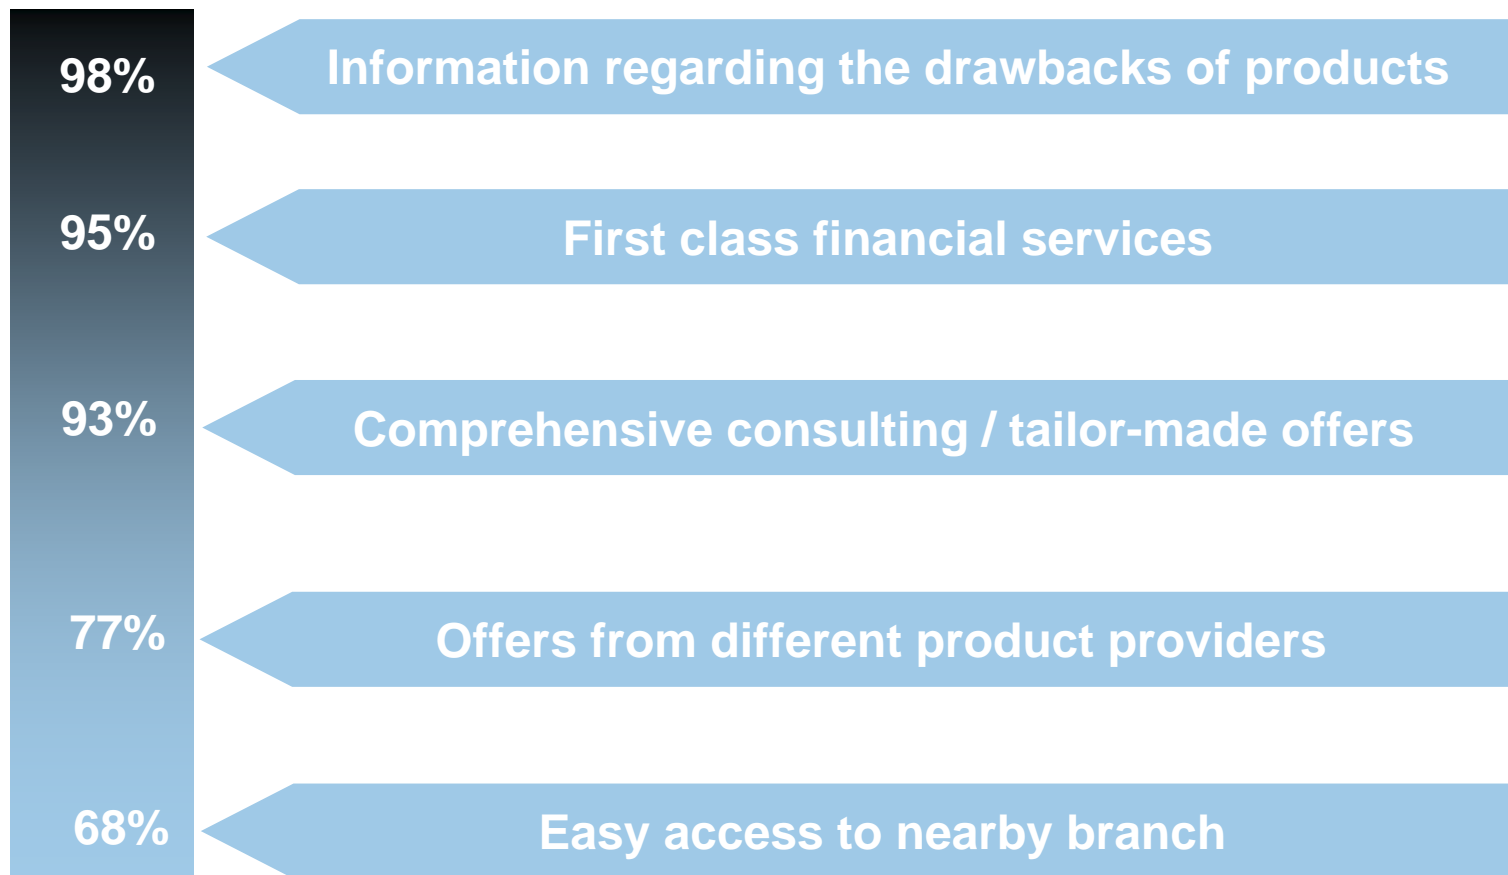 98% Information regarding the drawbacks of products
95% First class financial services
93% Comprehensive consulting / tailor-made offers
77% Offers from different product providers
68% Easy access to nearby branch